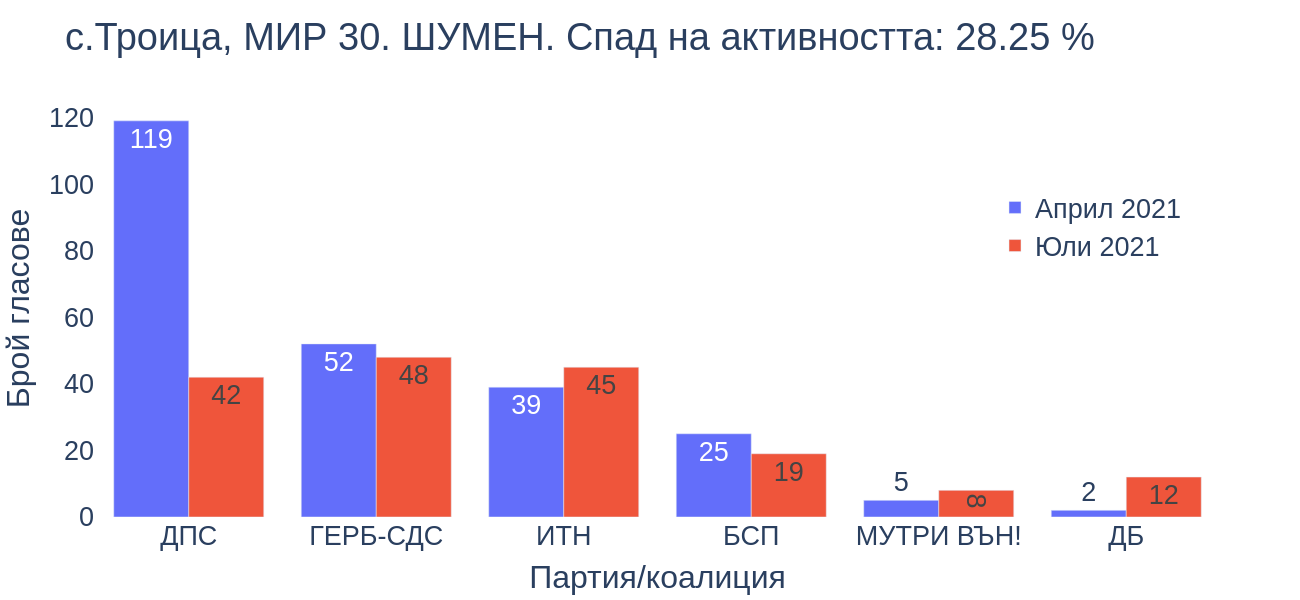 с.Троица, МИР 30. ШУМЕН. Спад на активността: 28.25 %
120
100
80
60
40
20
0
Брой гласове
119
42
52
48
39
45
25
19
5
8
2
12
Април 2021
Юли 2021
ДПС
ГЕРБ-СДС
ИТН
БСП
МУТРИ ВЪН!
ДБ
Партия/коалиция